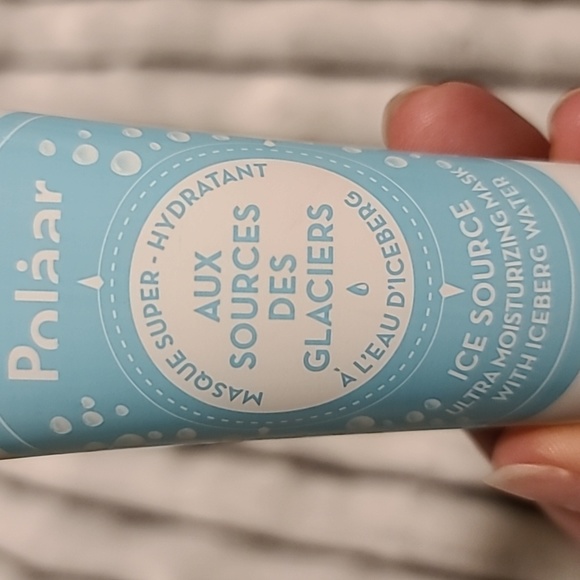 Polåar
MASQUE SUPER-HYDRATANT
AUX
SOURCES
DES
GLACIERS
À L'EAU D'ICEBERG
ICE SOURCE
ULTRA MOISTURIZING MASK
WITH ICEBERG WATER